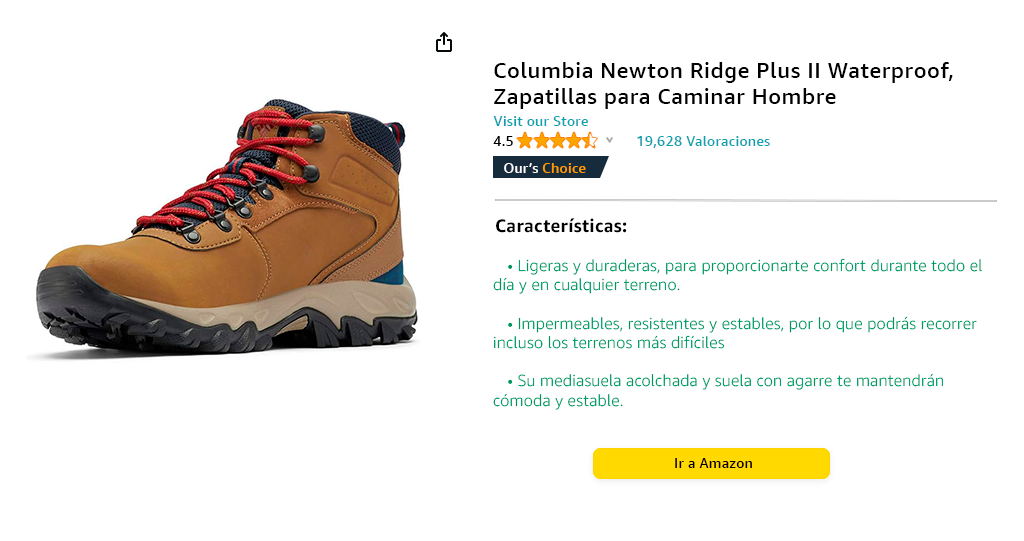 Columbia Newton Ridge Plus II Waterproof,
Zapatillas para Caminar Hombre
Visit our Store
4.5
19,628 Valoraciones
Our’s Choice
Características:
• Ligeras y duraderas, para proporcionarte confort durante todo el
día y en cualquier terreno.
• Impermeables, resistentes y estables, por lo que podrás recorrer
incluso los terrenos más difíciles
• Su mediasuela acolchada y suela con agarre te mantendrán
cómoda y estable.
Ir a Amazon